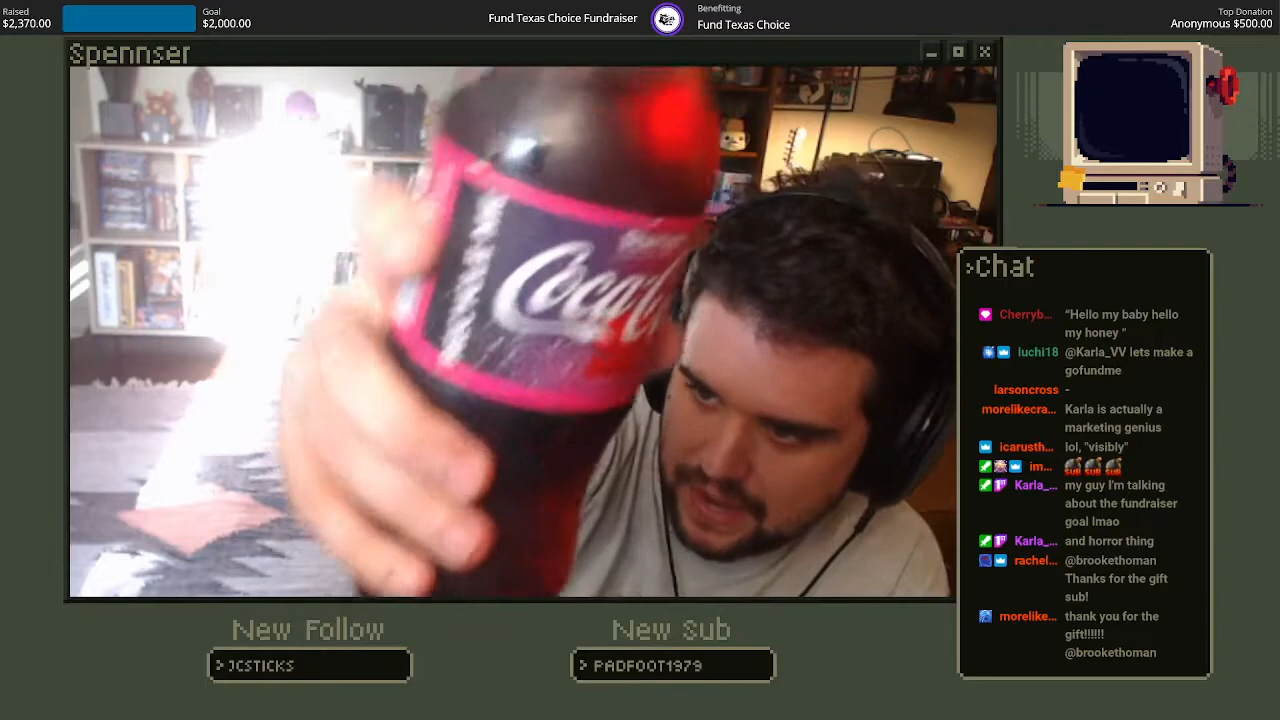 Raised
$2,370.00
Goal
$2,000.00
Fund Texas Choice Fundraiser
Benefitting
Fund Texas Choice
Top Donation
Anonymous $500.00
Spennser
Coca-Co
>Chat
Cherryb... “Hello my baby hello
my honey ”
luchi18 @Karla_VV lets make a
gofundme
larsoncross -
morelikecra... Karla is actually a
marketing genius
icarusth... lol, "visibly"
im... SUB SUB SUB
Karla_... my guy I'm talking
about the fundraiser
goal lmao
Karla_... and horror thing
rachel... @brookethoman
Thanks for the gift
sub!
morelike... thank you for the
gift!!!!!!
@brookethoman
New Follow
> JCSTICKS
New Sub
> PADFOOT1979